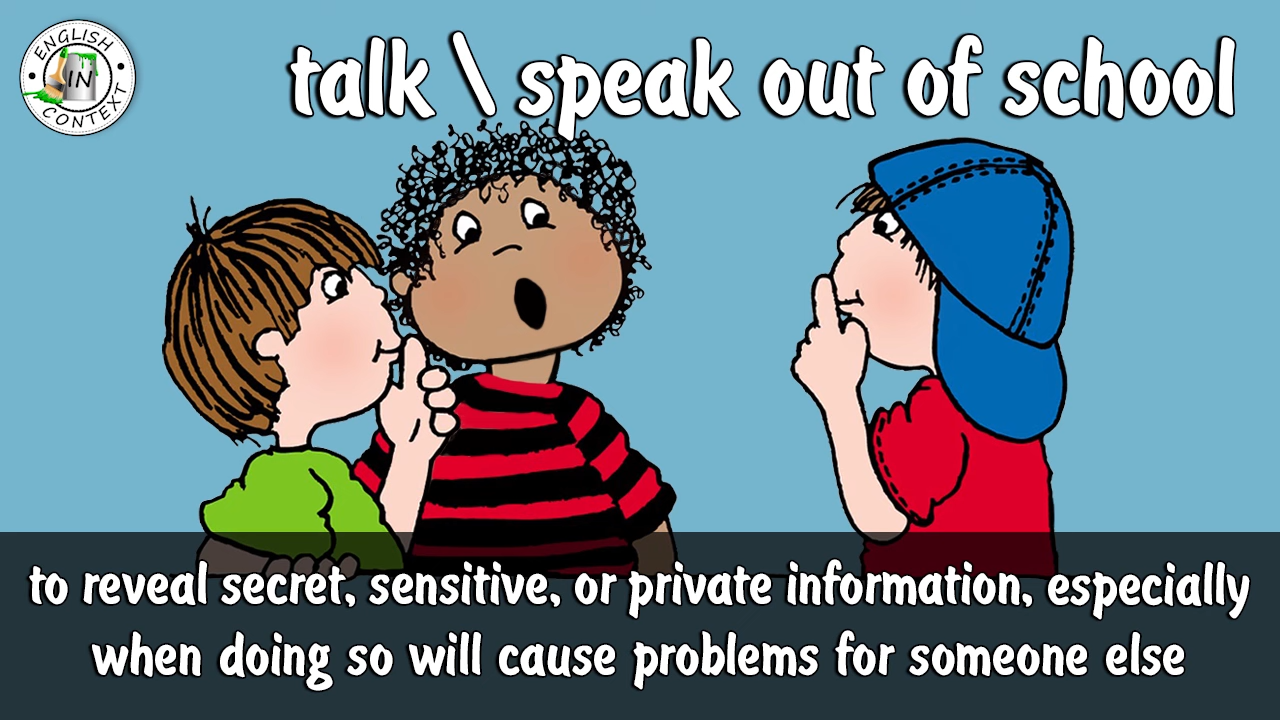 ENGLISH
IN
CONTEXT
talk \ speak out of school
to reveal secret, sensitive, or private information, especially
when doing so will cause problems for someone else